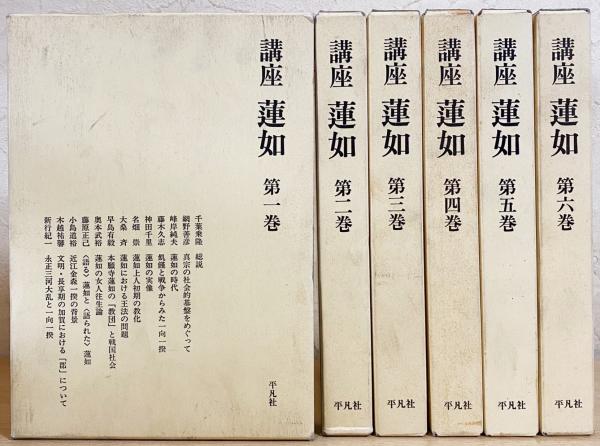 講座 蓮如 第一巻
千葉乗隆 総説
網野善彦 真宗の社会的基盤をめぐって
峰岸純夫 蓮如の時代
藤木久志 飢饉と戦争からみた一向一揆
神田千里 蓮如の実像
名畑 崇 蓮如上人初期の教化
大桑 斉 蓮如における王法の問題
早島有毅 本願寺蓮如の「教団」と戦国社会
奥本武裕 蓮如の女人往生論
藤原正己 〈語る〉蓮如と〈語られた〉蓮如
小島道裕 近江金森一揆の背景
木越祐馨 文明・長享期の加賀における「郡」について
新行紀一 永正三河大乱と一向一揆
平凡社
講座 蓮如 第二巻
平凡社
講座 蓮如 第三巻
平凡社
講座 蓮如 第四巻
平凡社
講座 蓮如 第五巻
平凡社
講座 蓮如 第六巻
平凡社